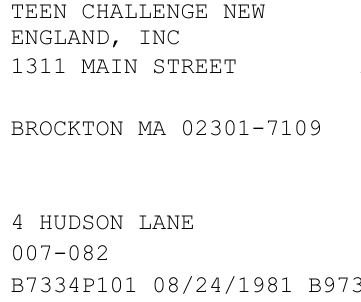 TEEN CHALLENGE NEW
ENGLAND, INC
1311 MAIN STREET
BROCKTON MA 02301-7109
4 HUDSON LANE
007-082
B7334P101 08/24/1981 B973